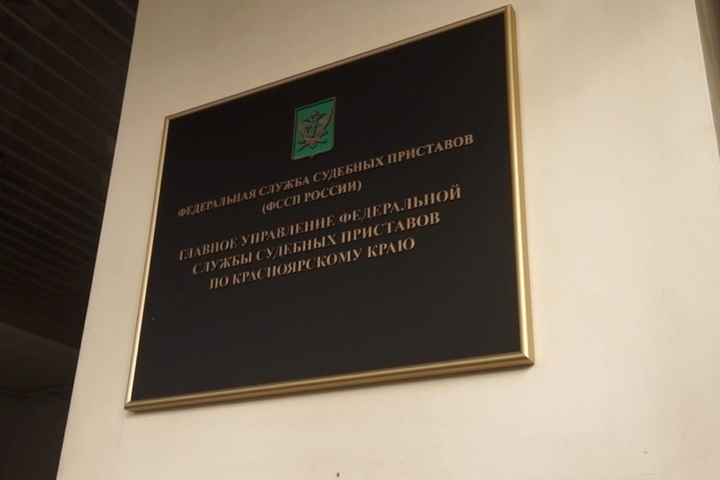 ФЕДЕРАЛЬНАЯ СЛУЖБА СУДЕБНЫХ ПРИСТАВОВ
(ФССП РОССИИ)
ГЛАВНОЕ УПРАВЛЕНИЕ ФЕДЕРАЛЬНОЙ
СЛУЖБЫ СУДЕБНЫХ ПРИСТАВОВ
ПО КРАСНОЯРСКОМУ КРАЮ